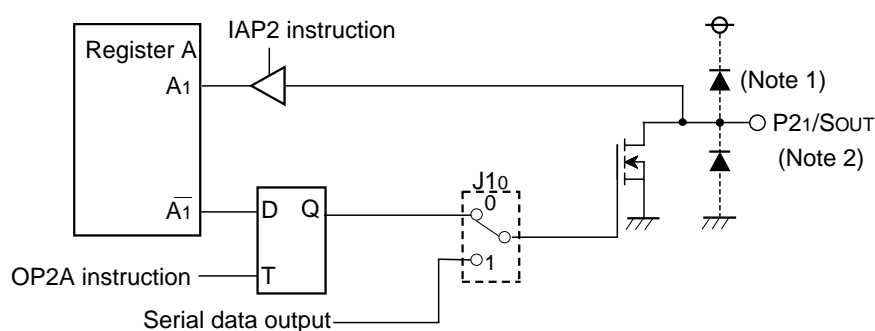 IAP2 instruction
Register A
A1
(Note 1)
P21/SOUT
(Note 2)
A1
D
Q
T
J10
0
1
OP2A instruction
Serial data output